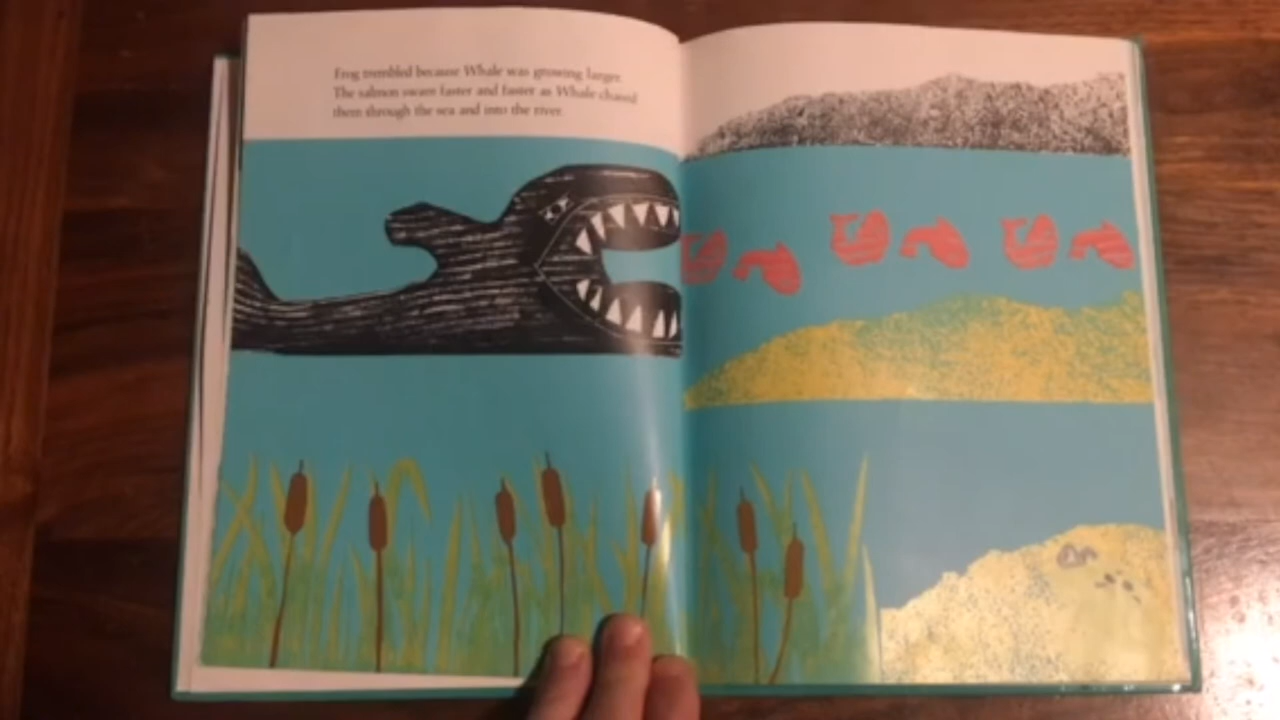 Frog trembled because Whale was growing larger.
The salmon swam faster and faster as Whale chased
them through the sea and into the river.